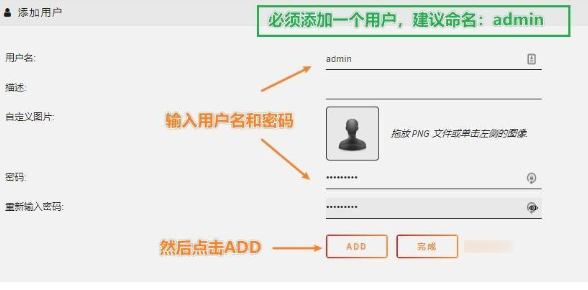 添加用户
必须添加一个用户，建议命名：admin
用户名:
admin
描述:
自定义图片:
输入用户名和密码
拖放 PNG 文件或单击左侧的图像.
密码:
•••••••••
重新输入密码:
•••••••••
然后点击ADD
ADD
完成